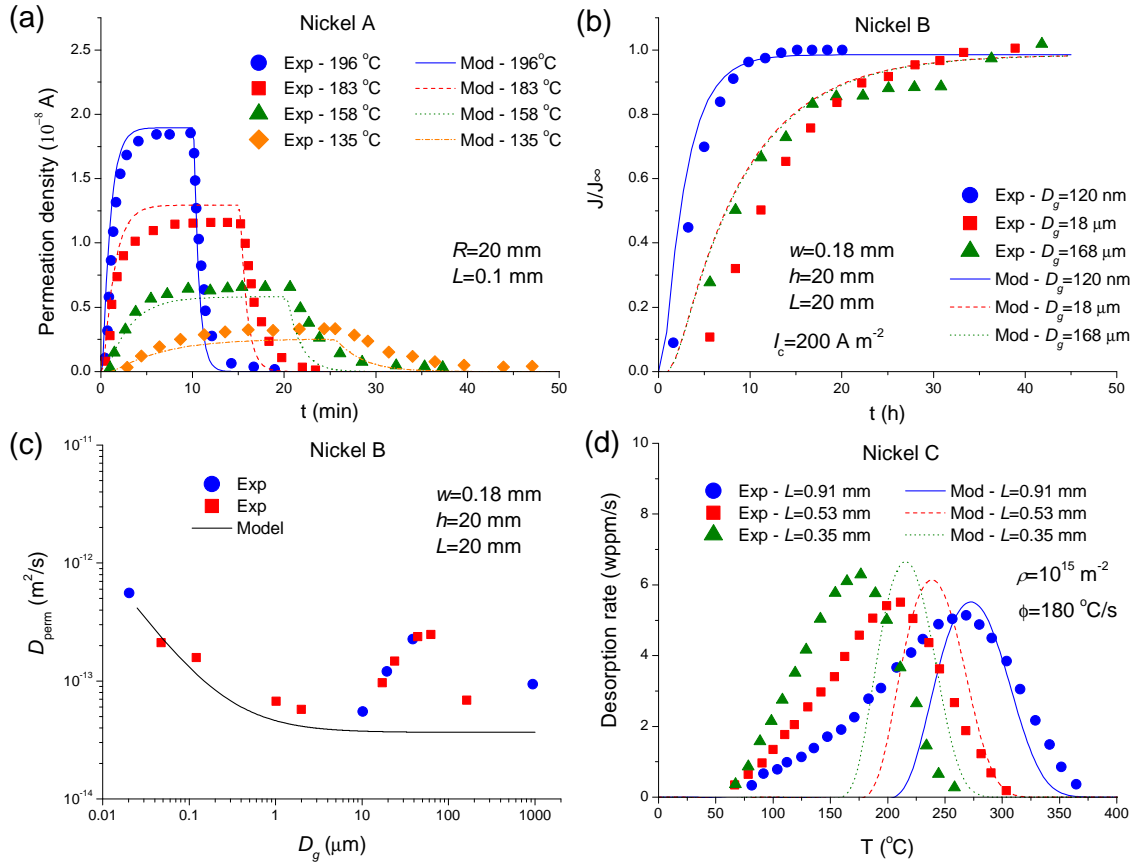 (a)
Nickel A
Exp - 196 °C
Exp - 183 °C
Exp - 158 °C
Exp - 135 °C
Mod - 196°C
Mod - 183 °C
Mod - 158 °C
Mod - 135 °C
R=20 mm
L=0.1 mm
Permeation density (10⁻⁸ A)
2.5
2.0
1.5
1.0
0.5
0.0
0 10 20 30 40 50
t (min)
(b)
Nickel B
Exp - D_g=120 nm
Exp - D_g=18 µm
Exp - D_g=168 µm
Mod - D_g=120 nm
Mod - D_g=18 µm
Mod - D_g=168 µm
w=0.18 mm
h=20 mm
L=20 mm
I_c=200 A m⁻²
J/J∞
1.0
0.8
0.6
0.4
0.2
0.0
0 10 20 30 40 50
t (h)
(c)
Nickel B
Exp
Exp
Model
w=0.18 mm
h=20 mm
L=20 mm
D_perm (m²/s)
10⁻¹¹
10⁻¹²
10⁻¹³
10⁻¹⁴
0.01 0.1 1 10 100 1000
D_g (µm)
(d)
Nickel C
Exp - L=0.91 mm
Exp - L=0.53 mm
Exp - L=0.35 mm
Mod - L=0.91 mm
Mod - L=0.53 mm
Mod - L=0.35 mm
ρ=10¹⁵ m⁻²
ϕ=180 °C/s
Desorption rate (wppm/s)
10
8
6
4
2
0
0 50 100 150 200 250 300 350 400
T (°C)